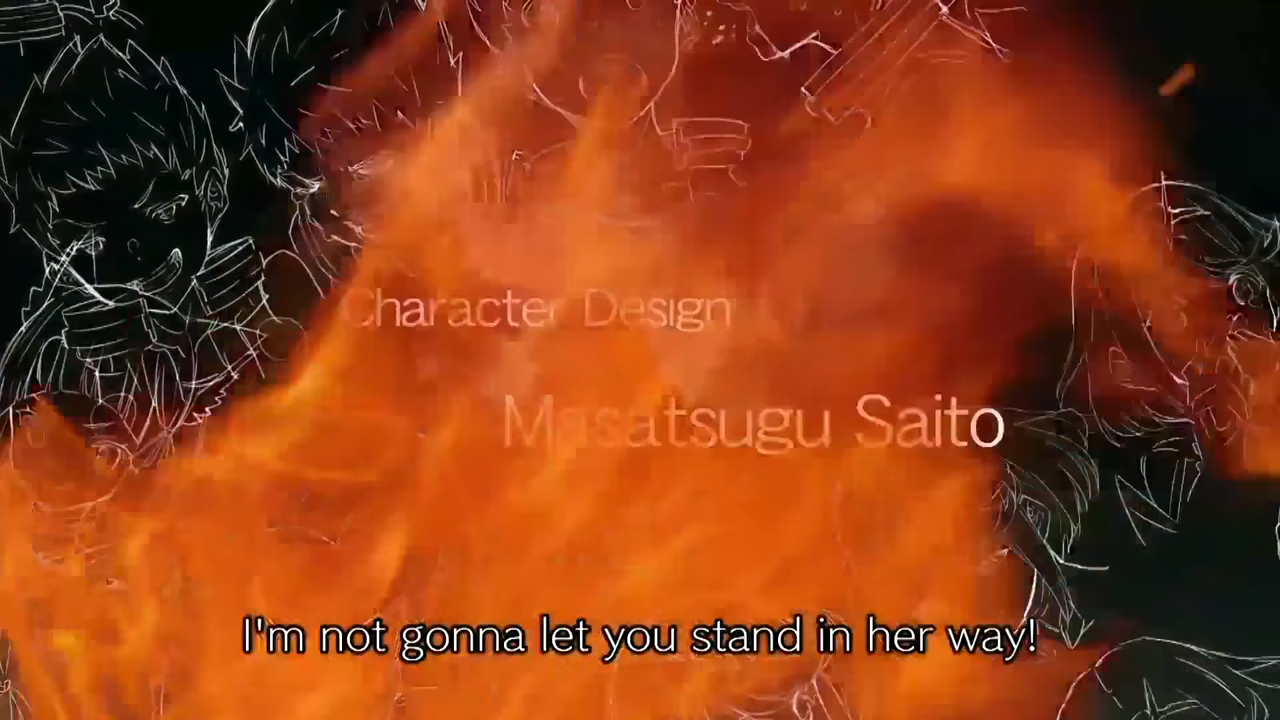 Character Design
Masatsugu Saito
I'm not gonna let you stand in her way!